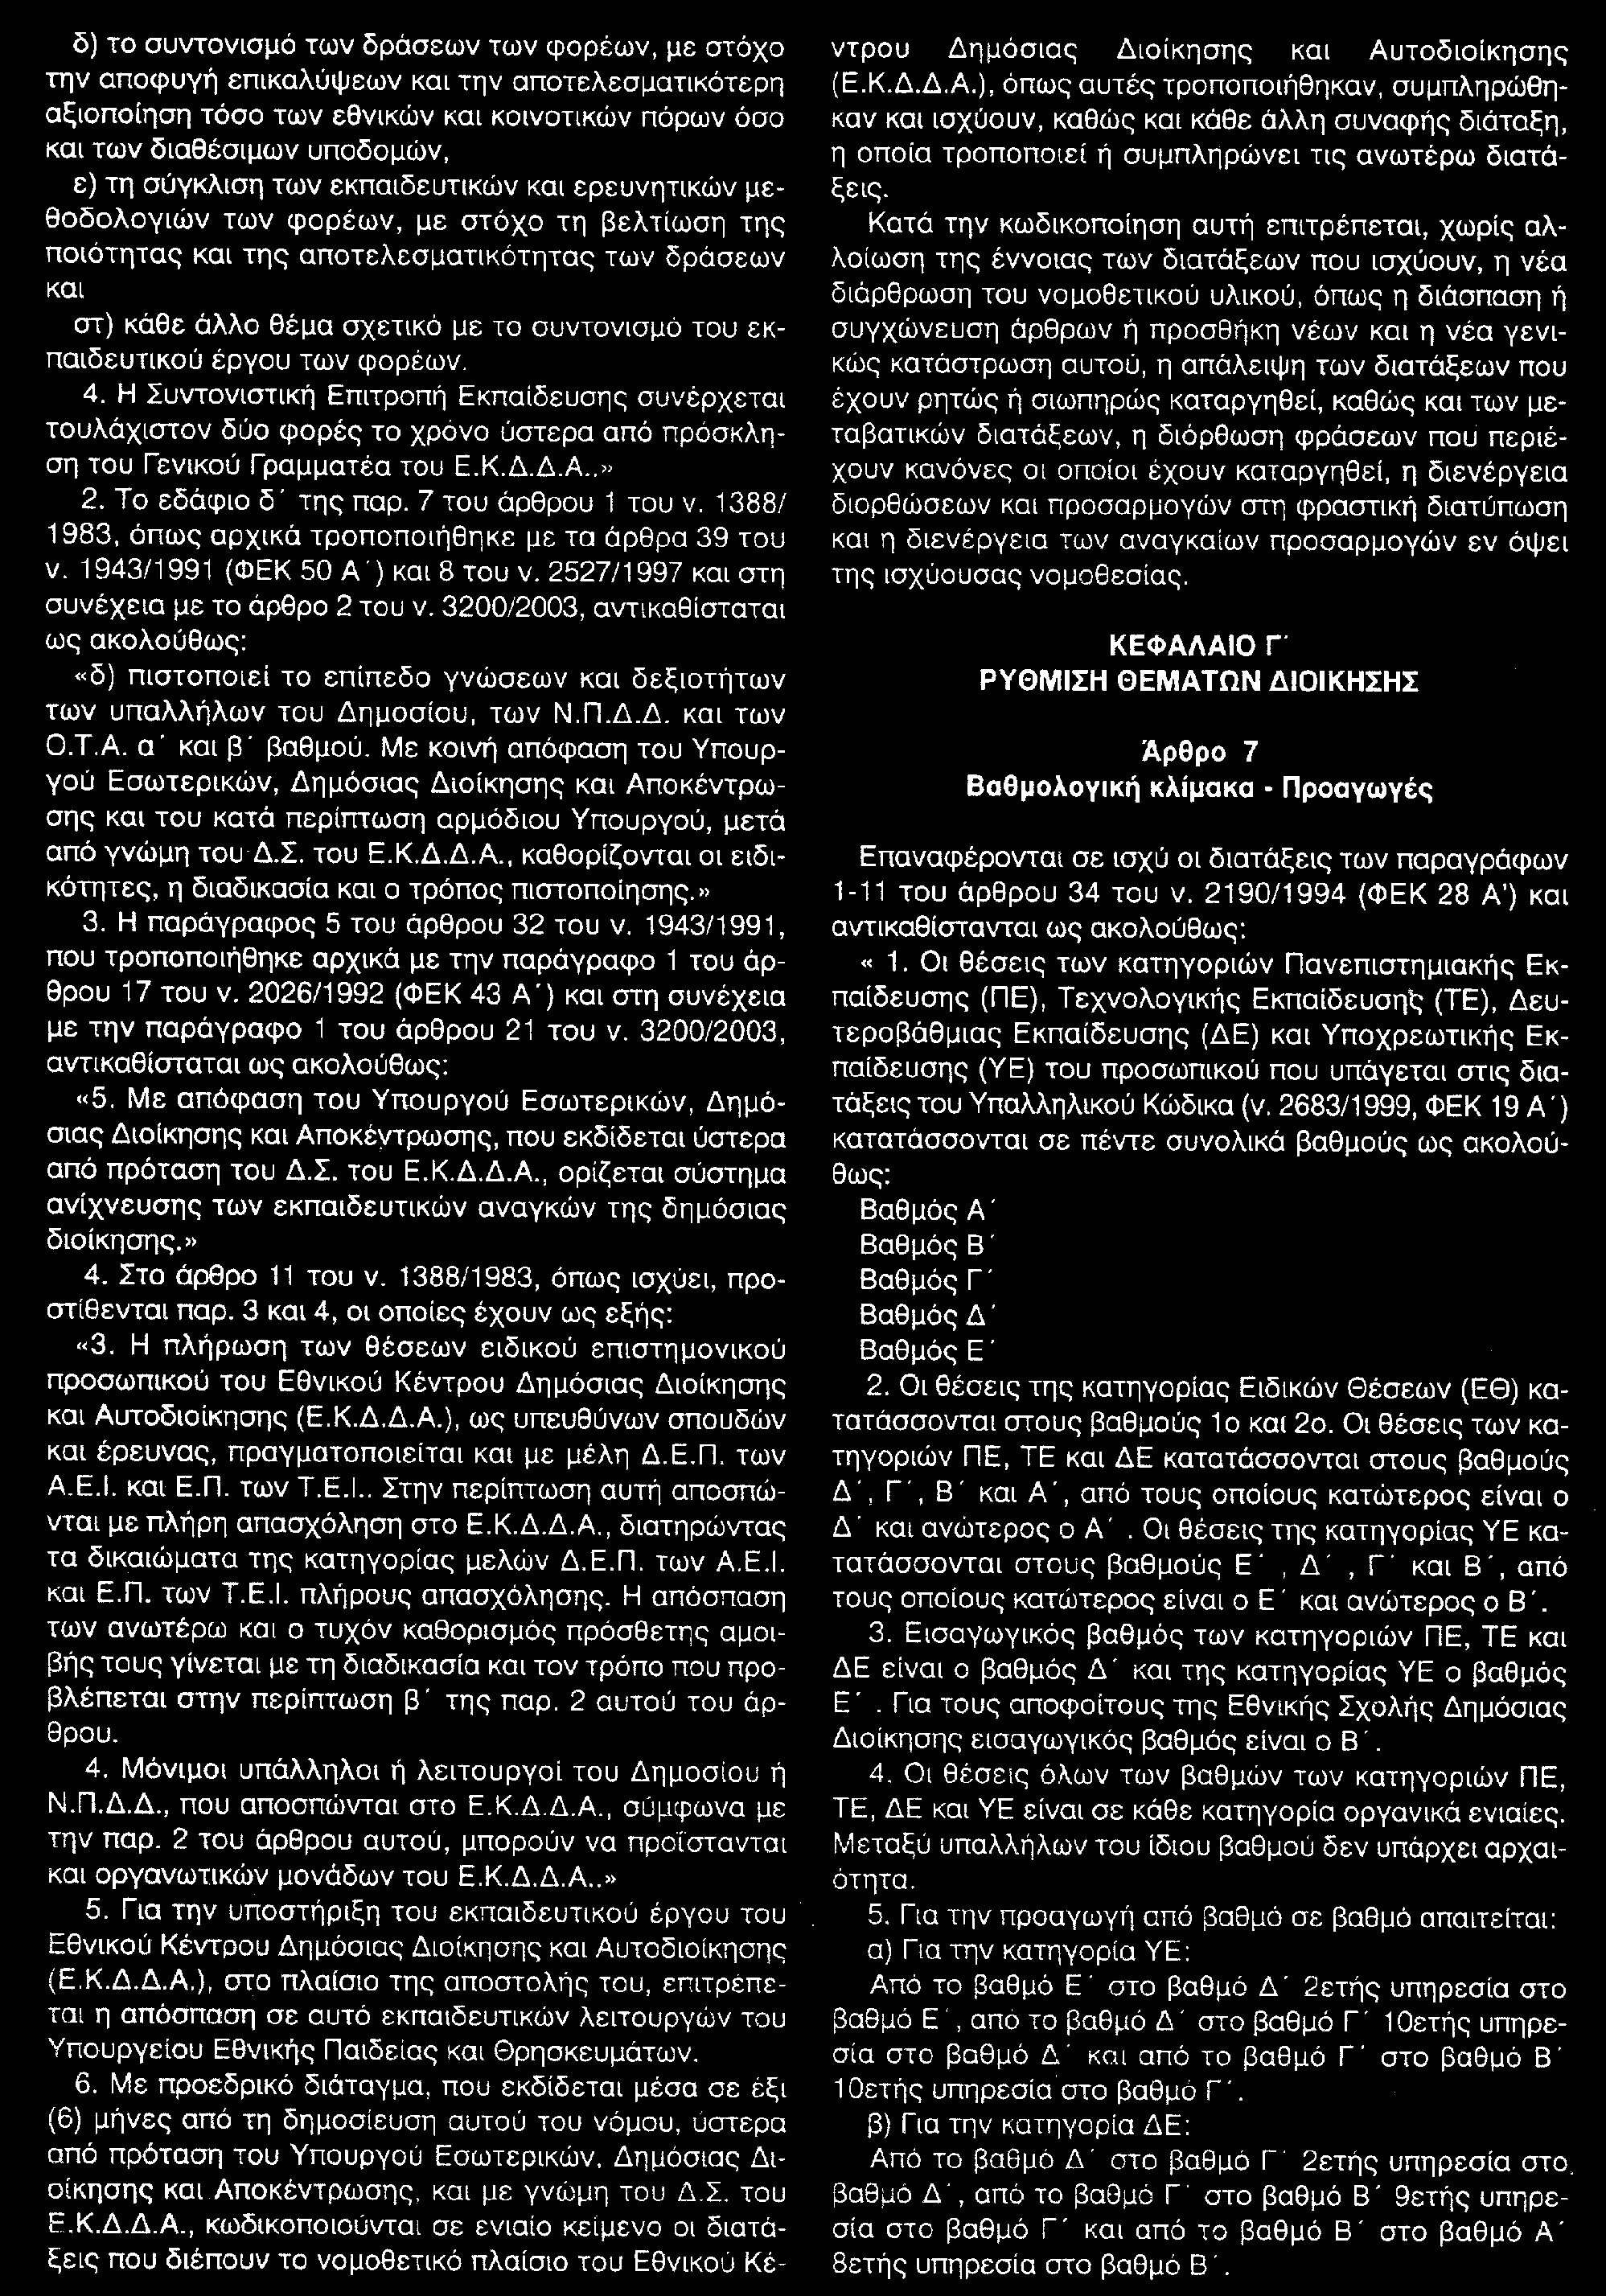 δ) το συντονισμό των δράσεων των φορέων, με στόχο
την αποφυγή επικαλύψεων και την αποτελεσματικότερη
αξιοποίηση τόσο των εθνικών και κοινοτικών πόρων όσο
και των διαθέσιμων υποδομών,
ε) τη σύγκλιση των εκπαιδευτικών και ερευνητικών με-
θοδολογιών των φορέων, με στόχο τη βελτίωση της
ποιότητας και της αποτελεσματικότητας των δράσεων
και
στ) κάθε άλλο θέμα σχετικό με το συντονισμό του εκ-
παιδευτικού έργου των φορέων.
4. Η Συντονιστική Επιτροπή Εκπαίδευσης συνέρχεται
τουλάχιστον δύο φορές το χρόνο ύστερα από πρόσκλη-
ση του Γενικού Γραμματέα του Ε.Κ.Δ.Δ.Α..»
2. Το εδάφιο δ΄ της παρ. 7 του άρθρου 1 του ν. 1388/
1983, όπως αρχικά τροποποιήθηκε με τα άρθρα 39 του
ν. 1943/1991 (ΦΕΚ 50 Α΄) και 8 του ν. 2527/1997 και στη
συνέχεια με το άρθρο 2 του ν. 3200/2003, αντικαθίσταται
ως ακολούθως:
«δ) πιστοποιεί το επίπεδο γνώσεων και δεξιοτήτων
των υπαλλήλων του Δημοσίου, των Ν.Π.Δ.Δ. και των
Ο.Τ.Α. α΄ και β΄ βαθμού. Με κοινή απόφαση του Υπουρ-
γού Εσωτερικών, Δημόσιας Διοίκησης και Αποκέντρω-
σης και του κατά περίπτωση αρμόδιου Υπουργού, μετά
από γνώμη του Δ.Σ. του Ε.Κ.Δ.Δ.Α., καθορίζονται οι ειδι-
κότητες, η διαδικασία και ο τρόπος πιστοποίησης.»
3. Η παράγραφος 5 του άρθρου 32 του ν. 1943/1991,
που τροποποιήθηκε αρχικά με την παράγραφο 1 του άρ-
θρου 17 του ν. 2026/1992 (ΦΕΚ 43 Α΄) και στη συνέχεια
με την παράγραφο 1 του άρθρου 21 του ν. 3200/2003,
αντικαθίσταται ως ακολούθως:
«5. Με απόφαση του Υπουργού Εσωτερικών, Δημό-
σιας Διοίκησης και Αποκέντρωσης, που εκδίδεται ύστερα
από πρόταση του Δ.Σ. του Ε.Κ.Δ.Δ.Α., ορίζεται σύστημα
ανίχνευσης των εκπαιδευτικών αναγκών της δημόσιας
διοίκησης.»
4. Στο άρθρο 11 του ν. 1388/1983, όπως ισχύει, προ-
στίθενται παρ. 3 και 4, οι οποίες έχουν ως εξής:
«3. Η πλήρωση των θέσεων ειδικού επιστημονικού
προσωπικού του Εθνικού Κέντρου Δημόσιας Διοίκησης
και Αυτοδιοίκησης (Ε.Κ.Δ.Δ.Α.), ως υπευθύνων σπουδών
και έρευνας, πραγματοποιείται και με μέλη Δ.Ε.Π. των
Α.Ε.Ι. και Ε.Π. των Τ.Ε.Ι.. Στην περίπτωση αυτή αποσπώ-
νται με πλήρη απασχόληση στο Ε.Κ.Δ.Δ.Α., διατηρώντας
τα δικαιώματα της κατηγορίας μελών Δ.Ε.Π. των Α.Ε.Ι.
και Ε.Π. των Τ.Ε.Ι. πλήρους απασχόλησης. Η απόσπαση
των ανωτέρω και ο τυχόν καθορισμός πρόσθετης αμοι-
βής τους γίνεται με τη διαδικασία και τον τρόπο που προ-
βλέπεται στην περίπτωση β΄ της παρ. 2 αυτού του άρ-
θρου.
4. Μόνιμοι υπάλληλοι ή λειτουργοί του Δημοσίου ή
Ν.Π.Δ.Δ., που αποσπώνται στο Ε.Κ.Δ.Δ.Α., σύμφωνα με
την παρ. 2 του άρθρου αυτού, μπορούν να προΐστανται
και οργανωτικών μονάδων του Ε.Κ.Δ.Δ.Α..»
5. Για την υποστήριξη του εκπαιδευτικού έργου του
Εθνικού Κέντρου Δημόσιας Διοίκησης και Αυτοδιοίκησης
(Ε.Κ.Δ.Δ.Α.), στο πλαίσιο της αποστολής του, επιτρέπε-
ται η απόσπαση σε αυτό εκπαιδευτικών λειτουργών του
Υπουργείου Εθνικής Παιδείας και Θρησκευμάτων.
6. Με προεδρικό διάταγμα, που εκδίδεται μέσα σε έξι
(6) μήνες από τη δημοσίευση αυτού του νόμου, ύστερα
από πρόταση του Υπουργού Εσωτερικών, Δημόσιας Δι-
οίκησης και Αποκέντρωσης, και με γνώμη του Δ.Σ. του
Ε.Κ.Δ.Δ.Α., κωδικοποιούνται σε ενιαίο κείμενο οι διατά-
ξεις που διέπουν το νομοθετικό πλαίσιο του Εθνικού Κέ-
ντρου Δημόσιας Διοίκησης και Αυτοδιοίκησης
(Ε.Κ.Δ.Δ.Α.), όπως αυτές τροποποιήθηκαν, συμπληρώθη-
καν και ισχύουν, καθώς και κάθε άλλη συναφής διάταξη,
η οποία τροποποιεί ή συμπληρώνει τις ανωτέρω διατά-
ξεις.
Κατά την κωδικοποίηση αυτή επιτρέπεται, χωρίς αλ-
λοίωση της έννοιας των διατάξεων που ισχύουν, η νέα
διάρθρωση του νομοθετικού υλικού, όπως η διάσπαση ή
συγχώνευση άρθρων ή προσθήκη νέων και η νέα γενι-
κώς κατάστρωση αυτού, η απάλειψη των διατάξεων που
έχουν ρητώς ή σιωπηρώς καταργηθεί, καθώς και των με-
ταβατικών διατάξεων, η διόρθωση φράσεων που περιέ-
χουν κανόνες οι οποίοι έχουν καταργηθεί, η διενέργεια
διορθώσεων και προσαρμογών στη φραστική διατύπωση
και η διενέργεια των αναγκαίων προσαρμογών εν όψει
της ισχύουσας νομοθεσίας.
ΚΕΦΑΛΑΙΟ Γ΄
ΡΥΘΜΙΣΗ ΘΕΜΑΤΩΝ ΔΙΟΙΚΗΣΗΣ
Άρθρο 7
Βαθμολογική κλίμακα - Προαγωγές
Επαναφέρονται σε ισχύ οι διατάξεις των παραγράφων
1-11 του άρθρου 34 του ν. 2190/1994 (ΦΕΚ 28 Α') και
αντικαθίστανται ως ακολούθως:
« 1. Οι θέσεις των κατηγοριών Πανεπιστημιακής Εκ-
παίδευσης (ΠΕ), Τεχνολογικής Εκπαίδευσης (ΤΕ), Δευ-
τεροβάθμιας Εκπαίδευσης (ΔΕ) και Υποχρεωτικής Εκ-
παίδευσης (ΥΕ) του προσωπικού που υπάγεται στις δια-
τάξεις του Υπαλληλικού Κώδικα (ν. 2683/1999, ΦΕΚ 19 Α΄)
κατατάσσονται σε πέντε συνολικά βαθμούς ως ακολού-
θως:
Βαθμός Α΄
Βαθμός Β΄
Βαθμός Γ΄
Βαθμός Δ΄
Βαθμός Ε΄
2. Οι θέσεις της κατηγορίας Ειδικών Θέσεων (ΕΘ) κα-
τατάσσονται στους βαθμούς 1ο και 2ο. Οι θέσεις των κα-
τηγοριών ΠΕ, ΤΕ και ΔΕ κατατάσσονται στους βαθμούς
Δ΄, Γ΄, Β΄ και Α΄, από τους οποίους κατώτερος είναι ο
Δ΄ και ανώτερος ο Α΄ . Οι θέσεις της κατηγορίας ΥΕ κα-
τατάσσονται στους βαθμούς Ε΄ , Δ΄ , Γ΄ και Β΄, από
τους οποίους κατώτερος είναι ο Ε΄ και ανώτερος ο Β΄.
3. Εισαγωγικός βαθμός των κατηγοριών ΠΕ, ΤΕ και
ΔΕ είναι ο βαθμός Δ΄ και της κατηγορίας ΥΕ ο βαθμός
Ε΄ . Για τους αποφοίτους της Εθνικής Σχολής Δημόσιας
Διοίκησης εισαγωγικός βαθμός είναι ο Β΄.
4. Οι θέσεις όλων των βαθμών των κατηγοριών ΠΕ,
ΤΕ, ΔΕ και ΥΕ είναι σε κάθε κατηγορία οργανικά ενιαίες.
Μεταξύ υπαλλήλων του ίδιου βαθμού δεν υπάρχει αρχαι-
ότητα.
5. Για την προαγωγή από βαθμό σε βαθμό απαιτείται:
α) Για την κατηγορία ΥΕ:
Από το βαθμό Ε΄ στο βαθμό Δ΄ 2ετής υπηρεσία στο
βαθμό Ε΄, από το βαθμό Δ΄ στο βαθμό Γ΄ 10ετής υπηρε-
σία στο βαθμό Δ΄ και από το βαθμό Γ΄ στο βαθμό Β΄
10ετής υπηρεσία στο βαθμό Γ΄.
β) Για την κατηγορία ΔΕ:
Από το βαθμό Δ΄ στο βαθμό Γ΄ 2ετής υπηρεσία στο
βαθμό Δ΄, από το βαθμό Γ΄ στο βαθμό Β΄ 9ετής υπηρε-
σία στο βαθμό Γ΄ και από το βαθμό Β΄ στο βαθμό Α΄
8ετής υπηρεσία στο βαθμό Β΄.